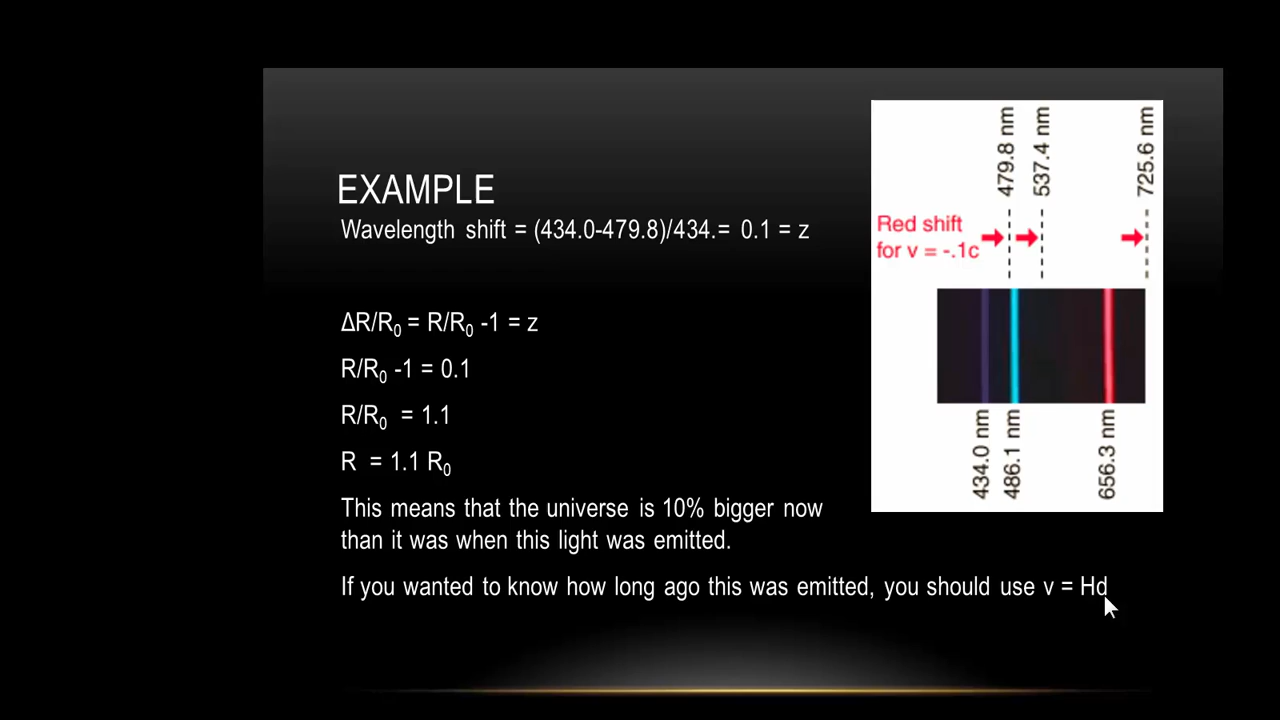 EXAMPLE
Wavelength shift = (434.0-479.8)/434.= 0.1 = z
ΔR/R₀ = R/R₀ -1 = z
R/R₀ -1 = 0.1
R/R₀ = 1.1
R = 1.1 R₀
This means that the universe is 10% bigger now
than it was when this light was emitted.
If you wanted to know how long ago this was emitted, you should use v = Hd
479.8 nm
537.4 nm
725.6 nm
Red shift
for v = -.1c
434.0 nm
486.1 nm
656.3 nm